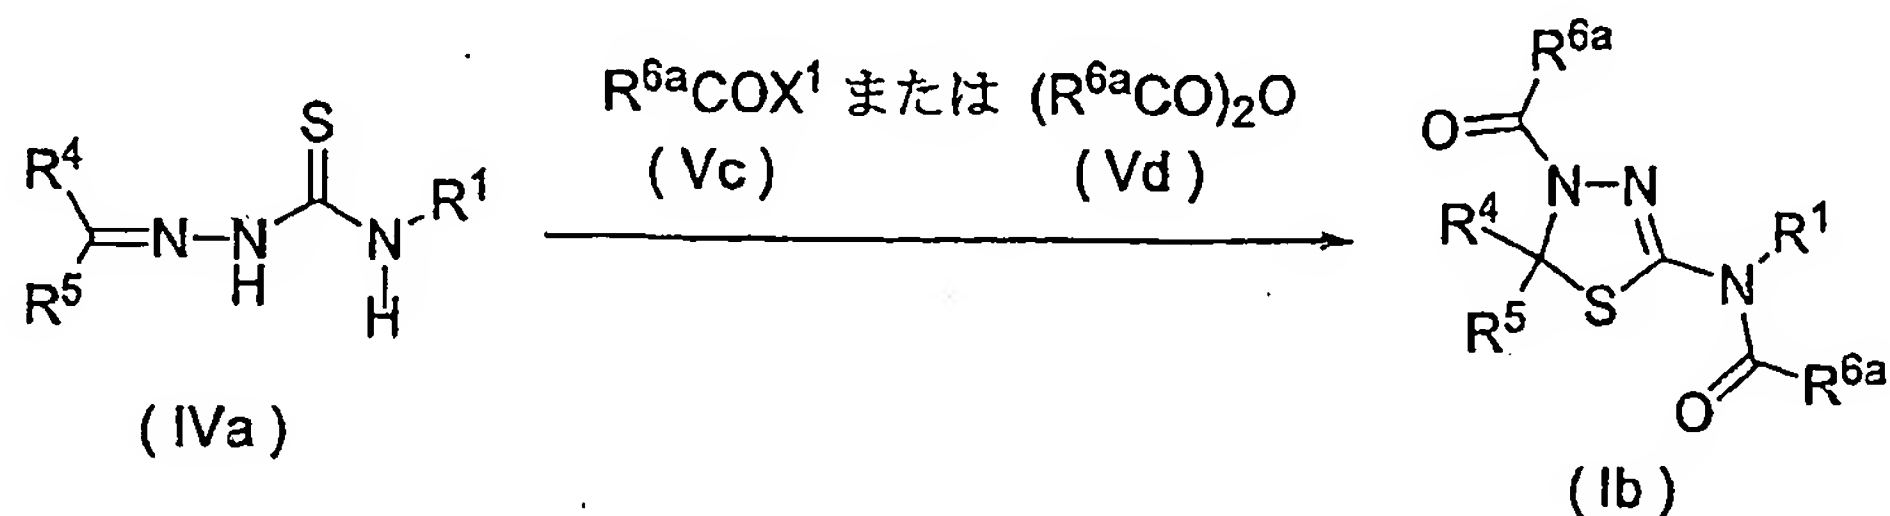 R⁶ᵃCOX¹ または (R⁶ᵃCO)₂O
(Vc) (Vd)
R⁴
R⁵
N-N
H
S
N
H
R¹
(IVa)
R⁶ᵃ
O
N-N
R⁴
R⁵
S
N
R¹
O
R⁶ᵃ
(Ib)